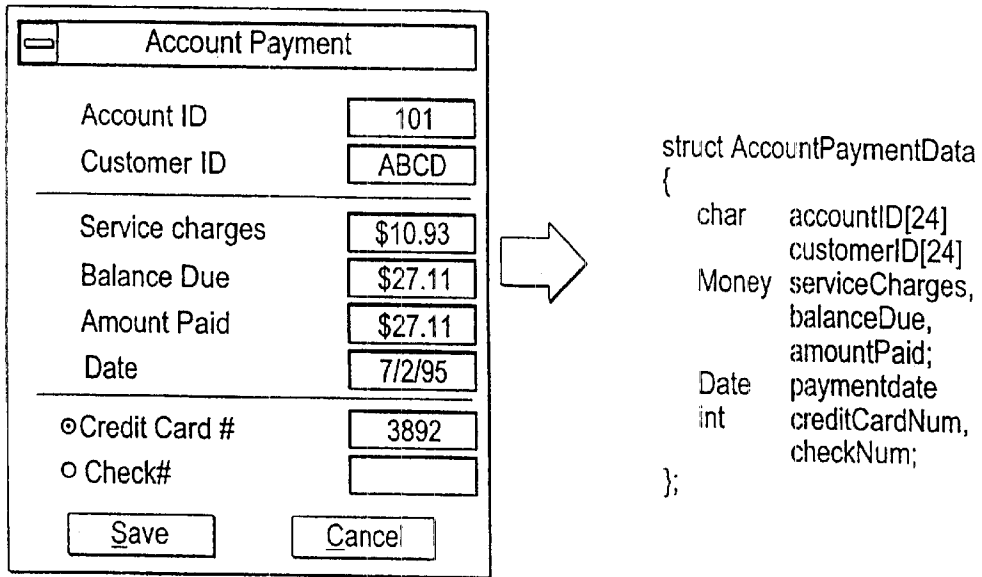 Account Payment
Account ID 101
Customer ID ABCD
Service charges $10.93
Balance Due $27.11
Amount Paid $27.11
Date 7/2/95
Credit Card # 3892
Check#
Save Cancel
struct AccountPaymentData
{
char accountID[24]
customerID[24]
Money serviceCharges,
balanceDue,
amountPaid;
Date paymentdate
int creditCardNum,
checkNum;
};